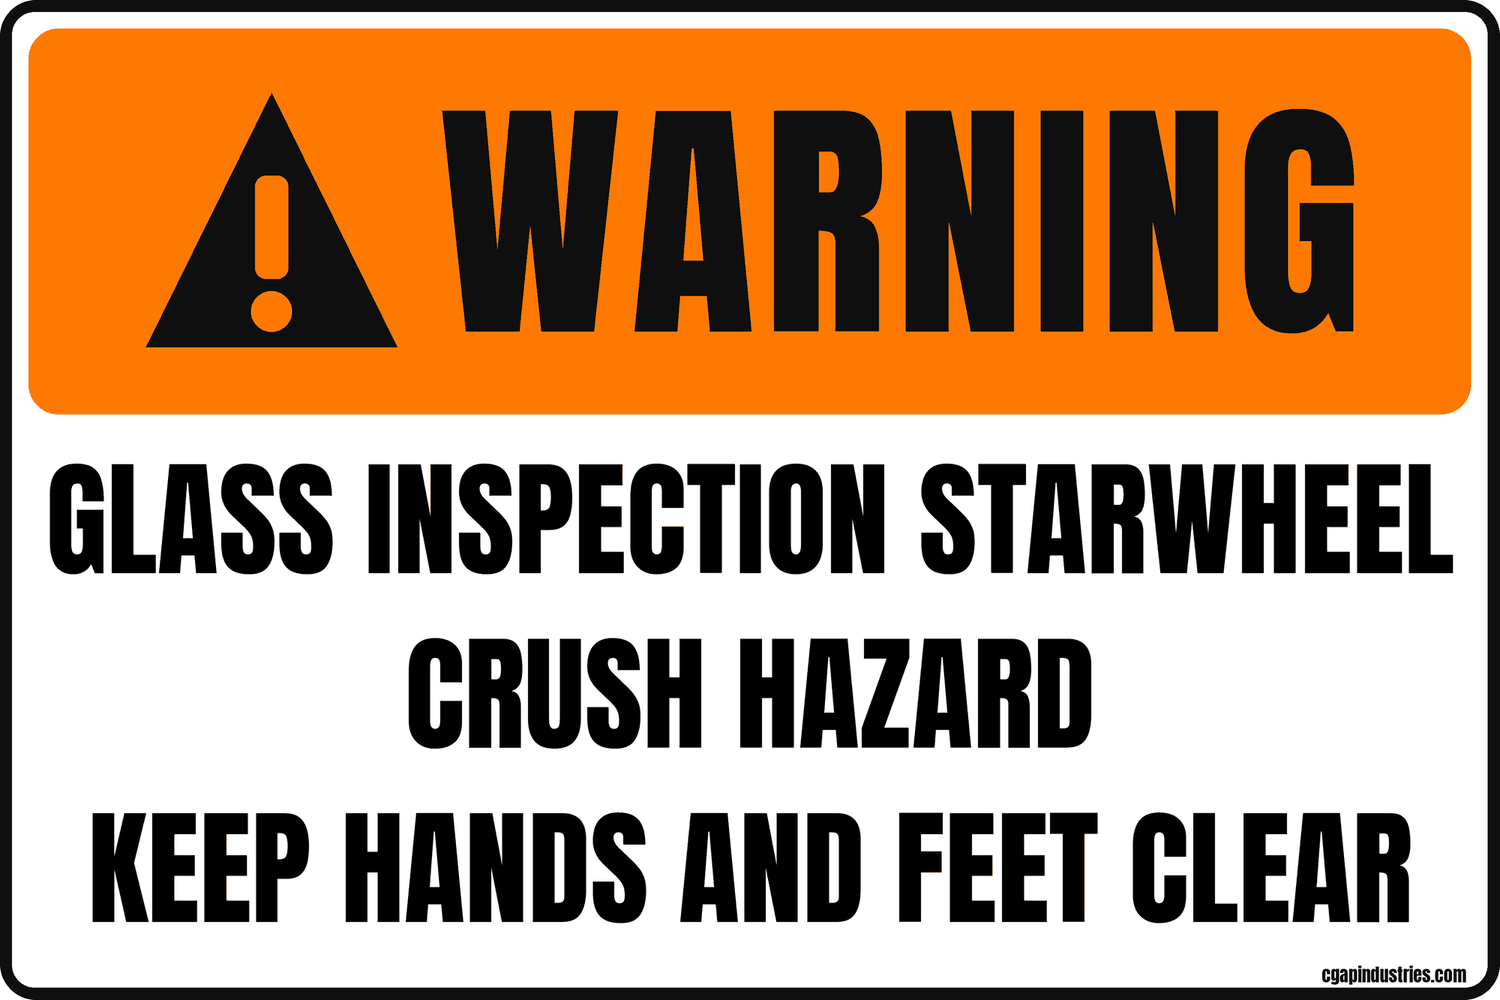 WARNING
GLASS INSPECTION STARWHEEL
CRUSH HAZARD
KEEP HANDS AND FEET CLEAR
cgapindustries.com